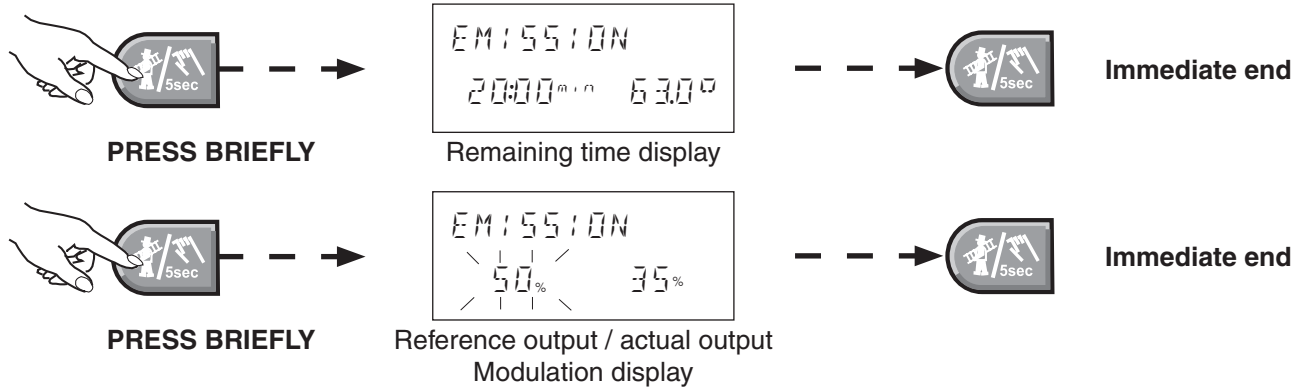 /5sec
EMISSION
20:00 min 63.0°
/5sec
Immediate end
PRESS BRIEFLY
Remaining time display
/5sec
EMISSION
50% 35%
/5sec
Immediate end
PRESS BRIEFLY
Reference output / actual output
Modulation display